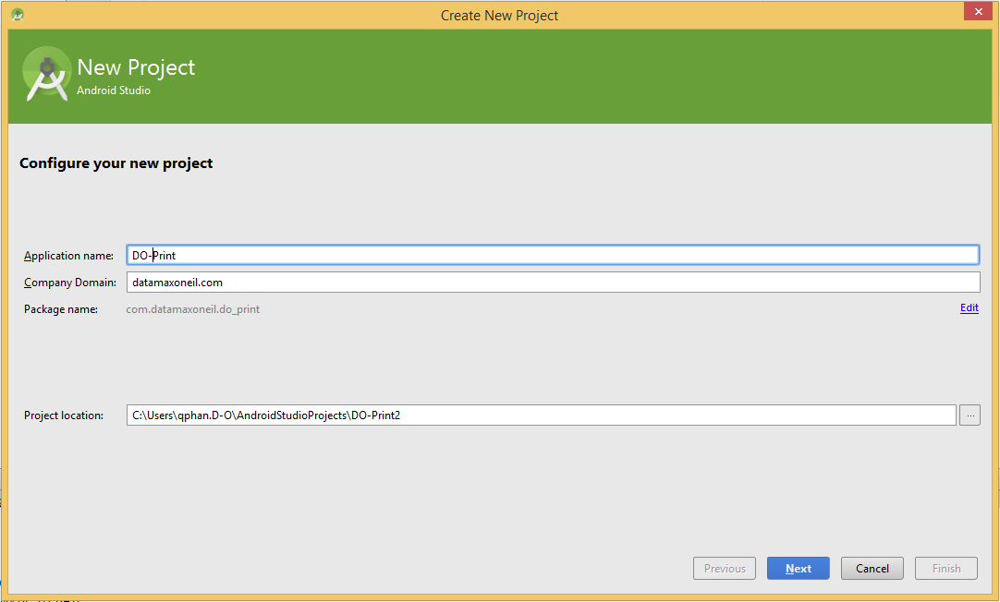 Create New Project
New Project
Android Studio
Configure your new project
Application name: DO-Print
Company Domain: datamaxoneil.com
Package name: com.datamaxoneil.do_print Edit
Project location: C:\Users\qphan.D-O\AndroidStudioProjects\DO-Print2 ...
Previous Next Cancel Finish